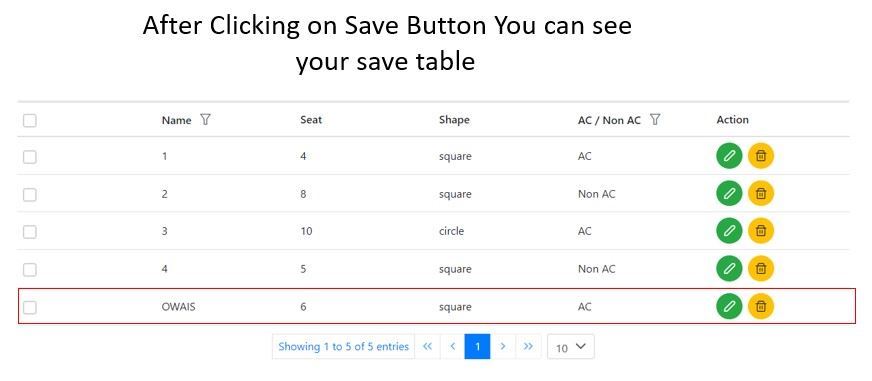 After Clicking on Save Button You can see
your save table
Name Seat Shape AC / Non AC Action
1 4 square AC
2 8 square Non AC
3 10 circle AC
4 5 square Non AC
OWAIS 6 square AC
Showing 1 to 5 of 5 entries « ‹ 1 › » 10